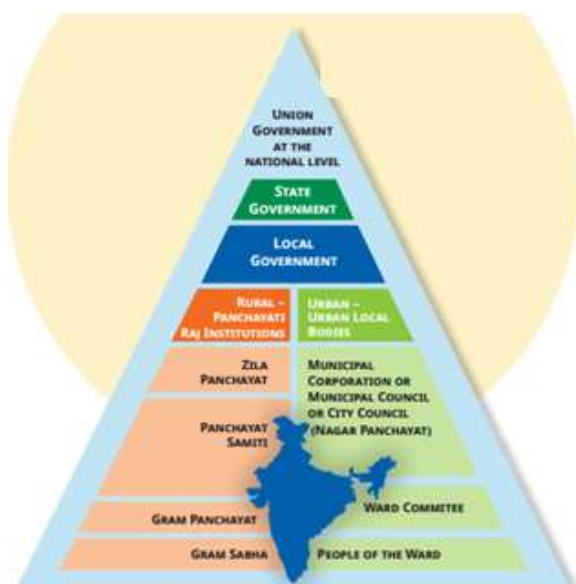 UNION
GOVERNMENT
AT THE
NATIONAL LEVEL
STATE
GOVERNMENT
LOCAL
GOVERNMENT
RURAL –
PANCHAYATI
RAJ INSTITUTIONS
URBAN –
URBAN LOCAL
BODIES
ZILA
PANCHAYAT
MUNICIPAL
CORPORATION OR
MUNICIPAL COUNCIL
OR CITY COUNCIL
(NAGAR PANCHAYAT)
PANCHAYAT
SAMITI
WARD COMMITEE
GRAM PANCHAYAT
GRAM SABHA
PEOPLE OF THE WARD